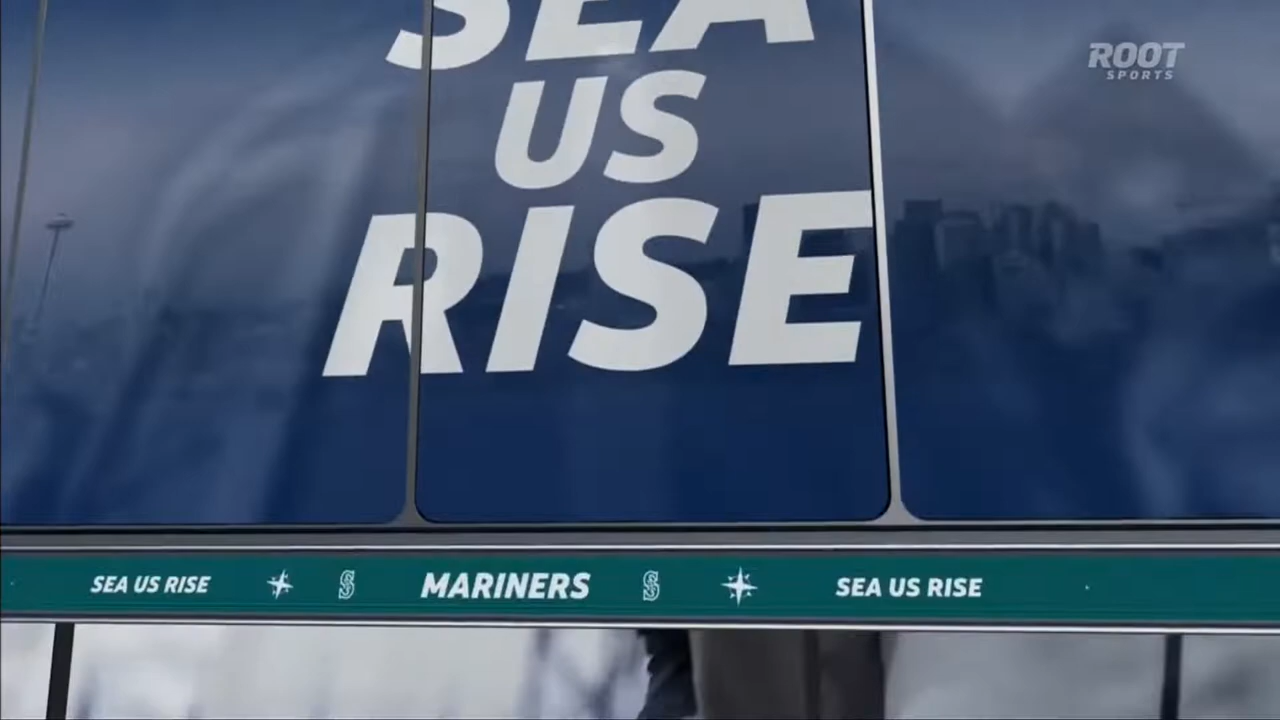 SEA
US
RISE
ROOT
SPORTS
SEA US RISE S MARINERS S SEA US RISE